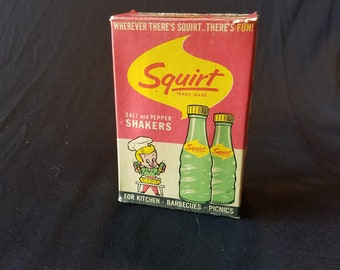 WHEREVER THERE'S SQUIRT..THERE'S FUN!
Squirt
TRADE-MARK
SALT and PEPPER
SHAKERS
Squirt
Squirt
FOR KITCHEN · BARBECUES · PICNICS